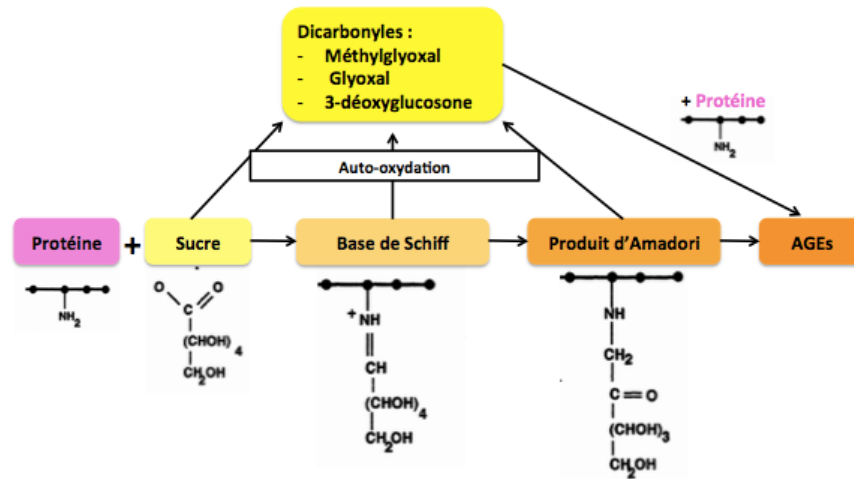 Dicarbonyles :
- Méthylglyoxal
- Glyoxal
- 3-déoxyglucosone
+ Protéine
NH2
Auto-oxydation
Protéine + Sucre
Base de Schiff
Produit d'Amadori
AGEs
NH2
O O
C
(CHOH)4
CH2OH
+NH
CH
(CHOH)4
CH2OH
NH
CH2
C=O
(CHOH)3
CH2OH